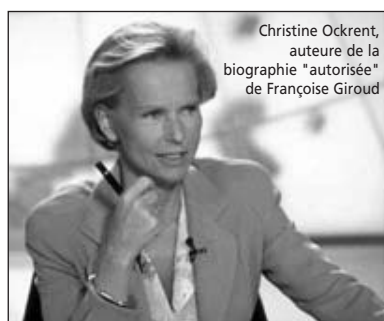 Christine Ockrent,
auteure de la
biographie "autorisée"
de Françoise Giroud